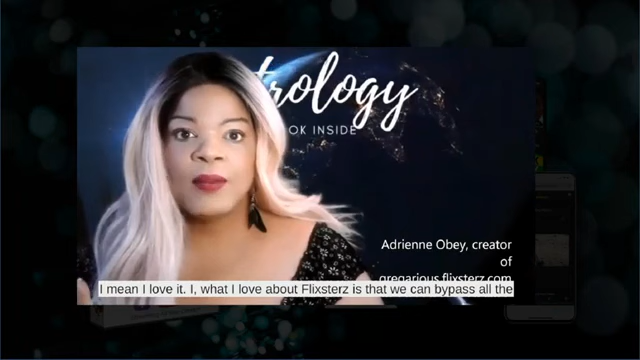 trology
OK INSIDE
Adrienne Obey, creator
of
gregarious.flixsterz.com
I mean I love it. I, what I love about Flixsterz is that we can bypass all the